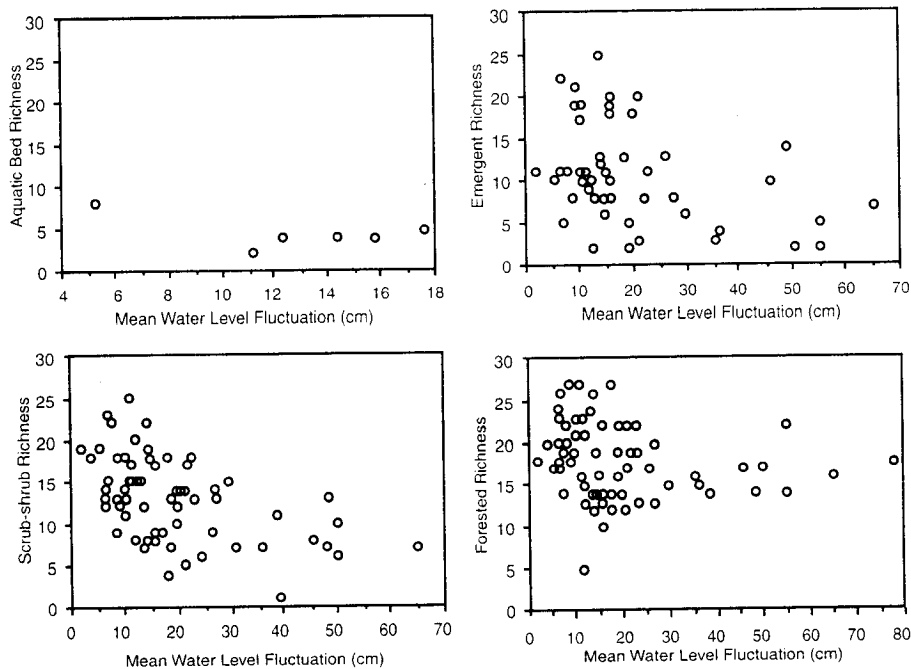 30
25
20
15
10
5
0
Aquatic Bed Richness
4 6 8 10 12 14 16 18
Mean Water Level Fluctuation (cm)
30
25
20
15
10
5
0
Emergent Richness
0 10 20 30 40 50 60 70
Mean Water Level Fluctuation (cm)
30
25
20
15
10
5
0
Scrub-shrub Richness
0 10 20 30 40 50 60 70
Mean Water Level Fluctuation (cm)
30
25
20
15
10
5
0
Forested Richness
0 10 20 30 40 50 60 70 80
Mean Water Level Fluctuation (cm)